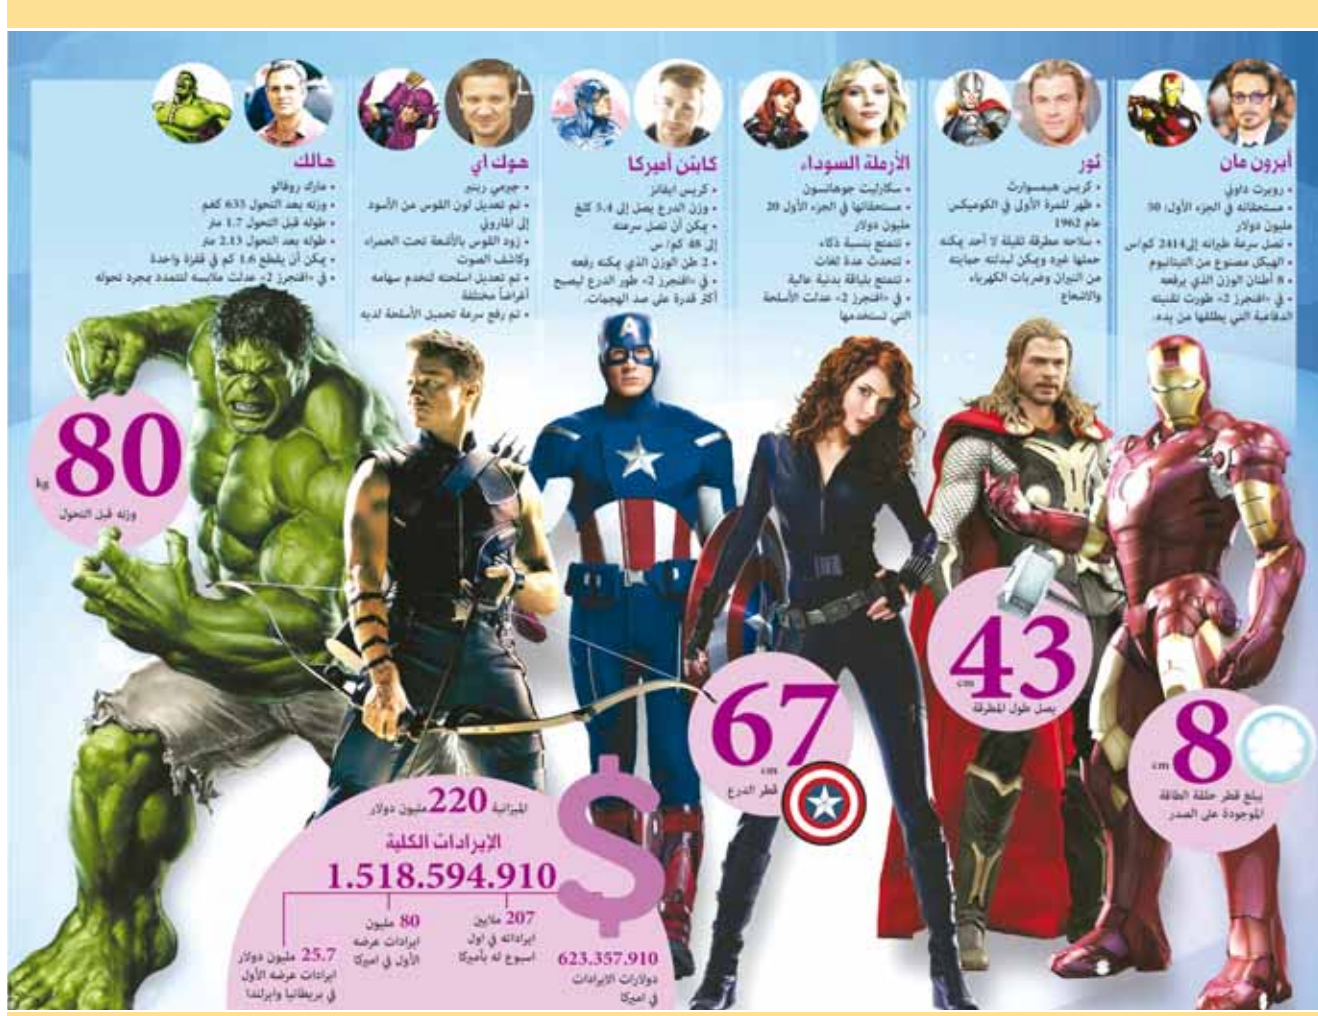 أيرون مان
• روبرت داوني
• مستحقاته في الجزء الأول: 50
مليون دولار
• تصل سرعة طيرانه إلى 2414 كم/س
• الهيكل مصنوع من التيتانيوم
• 8 أطنان الوزن الذي يرفعه
• في «افنجرز 2» طورت تقنيته
الدفاعية التي يطلقها من يده.
ثور
• كريس هيمسوارث
• ظهر للمرة الأولى في الكوميكس
عام 1962
• سلاحه مطرقة ثقيلة لا أحد يمكنه
حملها غيره ويمكن لبدلته حمايته
من النيران وضربات الكهرباء
والاشعاع
الأرملة السوداء
• سكارليت جوهانسون
• مستحقاتها في الجزء الأول 20
مليون دولار
• تتمتع بنسبة ذكاء
• تتحدث عدة لغات
• تتمتع بلياقة بدنية عالية
• في «افنجرز 2» عدلت الأسلحة
التي تستخدمها
كابتن أميركا
• كريس ايفانز
• وزن الدرع يصل إلى 5.4 كلغ
• يمكن أن تصل سرعته
إلى 48 كم/ س
• 2 طن الوزن الذي يمكنه رفعه
• في «افنجرز 2» طور الدرع ليصبح
أكثر قدرة على صد الهجمات.
هوك آي
• جيرمي رينير
• تم تعديل لون القوس من الأسود
إلى الماروني
• زود القوس بالأشعة تحت الحمراء
وكاشف الصوت
• تم تعديل اسلحته لتخدم سهامه
أغراضاً مختلفة
• تم رفع سرعة تحميل الأسلحة لديه
هالك
• مارك روفالو
• وزنه بعد التحول 635 كغم
• طوله قبل التحول 1.7 متر
• طوله بعد التحول 2.15 متر
• يمكن أن يقطع 1.6 كم في قفزة واحدة
• في «افنجرز 2» عدلت ملابسه لتتمدد بمجرد تحوله
80
kg
وزنه قبل التحول
43
cm
يصل طول المطرقة
67
cm
قطر الدرع
8
cm
يبلغ قطر حلقة الطاقة
الموجودة على الصدر
الميزانية 220 مليون دولار
الإيرادات الكلية
1.518.594.910
$
623.357.910
دولارات الايرادات
في اميركا
207 ملايين
ايراداته في اول
اسبوع له بأميركا
80 مليون
ايرادات عرضه
الأول في اميركا
25.7 مليون دولار
ايرادات عرضه الأول
في بريطانيا وايرلندا